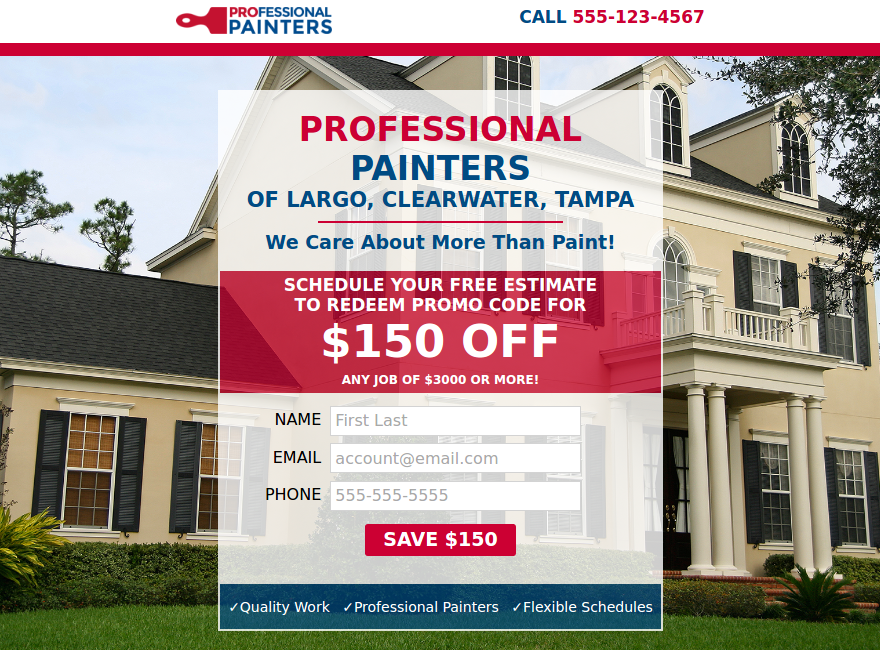 PROFESSIONAL
PAINTERS
CALL 555-123-4567
PROFESSIONAL
PAINTERS
OF LARGO, CLEARWATER, TAMPA
We Care About More Than Paint!
SCHEDULE YOUR FREE ESTIMATE
TO REDEEM PROMO CODE FOR
$150 OFF
ANY JOB OF $3000 OR MORE!
NAME First Last
EMAIL account@email.com
PHONE 555-555-5555
SAVE $150
✓Quality Work ✓Professional Painters ✓Flexible Schedules